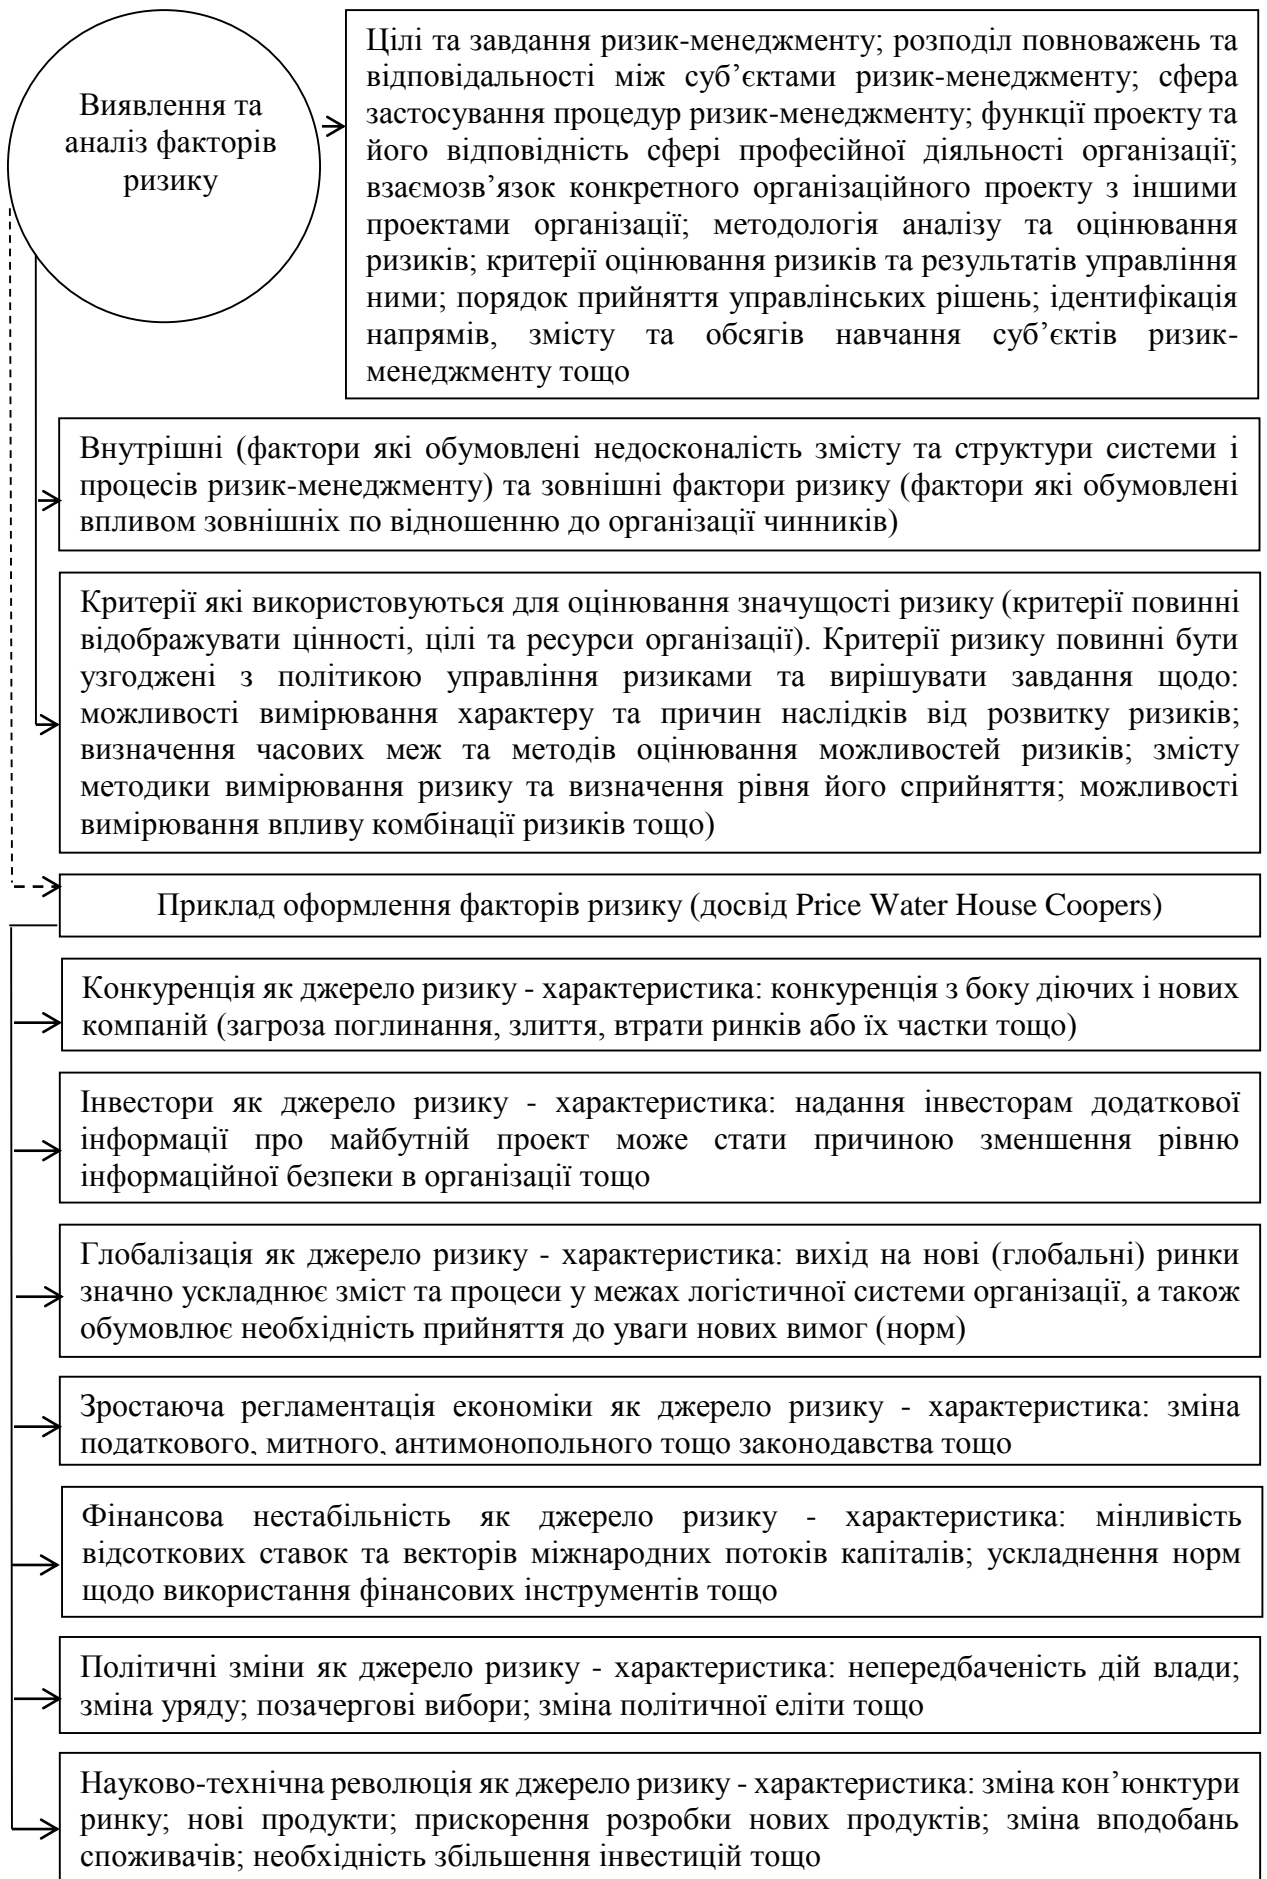 Виявлення та
аналіз факторів
ризику
Цілі та завдання ризик-менеджменту; розподіл повноважень та
відповідальності між суб’єктами ризик-менеджменту; сфера
застосування процедур ризик-менеджменту; функції проекту та
його відповідність сфері професійної діяльності організації;
взаємозв’язок конкретного організаційного проекту з іншими
проектами організації; методологія аналізу та оцінювання
ризиків; критерії оцінювання ризиків та результатів управління
ними; порядок прийняття управлінських рішень; ідентифікація
напрямів, змісту та обсягів навчання суб’єктів ризик-
менеджменту тощо
Внутрішні (фактори які обумовлені недосконалість змісту та структури системи і
процесів ризик-менеджменту) та зовнішні фактори ризику (фактори які обумовлені
впливом зовнішніх по відношенню до організації чинників)
Критерії які використовуються для оцінювання значущості ризику (критерії повинні
відображувати цінності, цілі та ресурси організації). Критерії ризику повинні бути
узгоджені з політикою управління ризиками та вирішувати завдання щодо:
можливості вимірювання характеру та причин наслідків від розвитку ризиків;
визначення часових меж та методів оцінювання можливостей ризиків; змісту
методики вимірювання ризику та визначення рівня його сприйняття; можливості
вимірювання впливу комбінації ризиків тощо)
Приклад оформлення факторів ризику (досвід Price Water House Coopers)
Конкуренція як джерело ризику - характеристика: конкуренція з боку діючих і нових
компаній (загроза поглинання, злиття, втрати ринків або їх частки тощо)
Інвестори як джерело ризику - характеристика: надання інвесторам додаткової
інформації про майбутній проект може стати причиною зменшення рівню
інформаційної безпеки в організації тощо
Глобалізація як джерело ризику - характеристика: вихід на нові (глобальні) ринки
значно ускладнює зміст та процеси у межах логістичної системи організації, а також
обумовлює необхідність прийняття до уваги нових вимог (норм)
Зростаюча регламентація економіки як джерело ризику - характеристика: зміна
податкового, митного, антимонопольного тощо законодавства тощо
Фінансова нестабільність як джерело ризику - характеристика: мінливість
відсоткових ставок та векторів міжнародних потоків капіталів; ускладнення норм
щодо використання фінансових інструментів тощо
Політичні зміни як джерело ризику - характеристика: непередбаченість дій влади;
зміна уряду; позачергові вибори; зміна політичної еліти тощо
Науково-технічна революція як джерело ризику - характеристика: зміна кон’юнктури
ринку; нові продукти; прискорення розробки нових продуктів; зміна вподобань
споживачів; необхідність збільшення інвестицій тощо